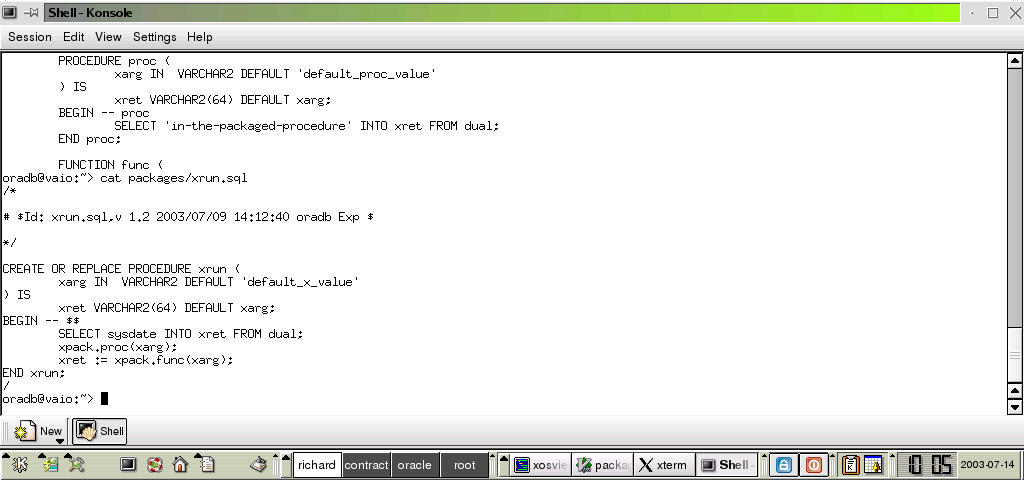 Shell - Konsole
Session Edit View Settings Help
PROCEDURE proc (
xarg IN  VARCHAR2 DEFAULT 'default_proc_value'
) IS
xret VARCHAR2(64) DEFAULT xarg;
BEGIN -- proc
SELECT 'in-the-packaged-procedure' INTO xret FROM dual;
END proc;
FUNCTION func (
oradb@vaio:~> cat packages/xrun.sql
/*
# $Id: xrun.sql,v 1.2 2003/07/09 14:12:40 oradb Exp $
*/
CREATE OR REPLACE PROCEDURE xrun (
xarg IN  VARCHAR2 DEFAULT 'default_x_value'
) IS
xret VARCHAR2(64) DEFAULT xarg;
BEGIN -- $$
SELECT sysdate INTO xret FROM dual;
xpack.proc(xarg);
xret := xpack.func(xarg);
END xrun;
/
oradb@vaio:~>
New Shell
richard contract oracle root xosvie packa xterm Shell - 10 05 2003-07-14